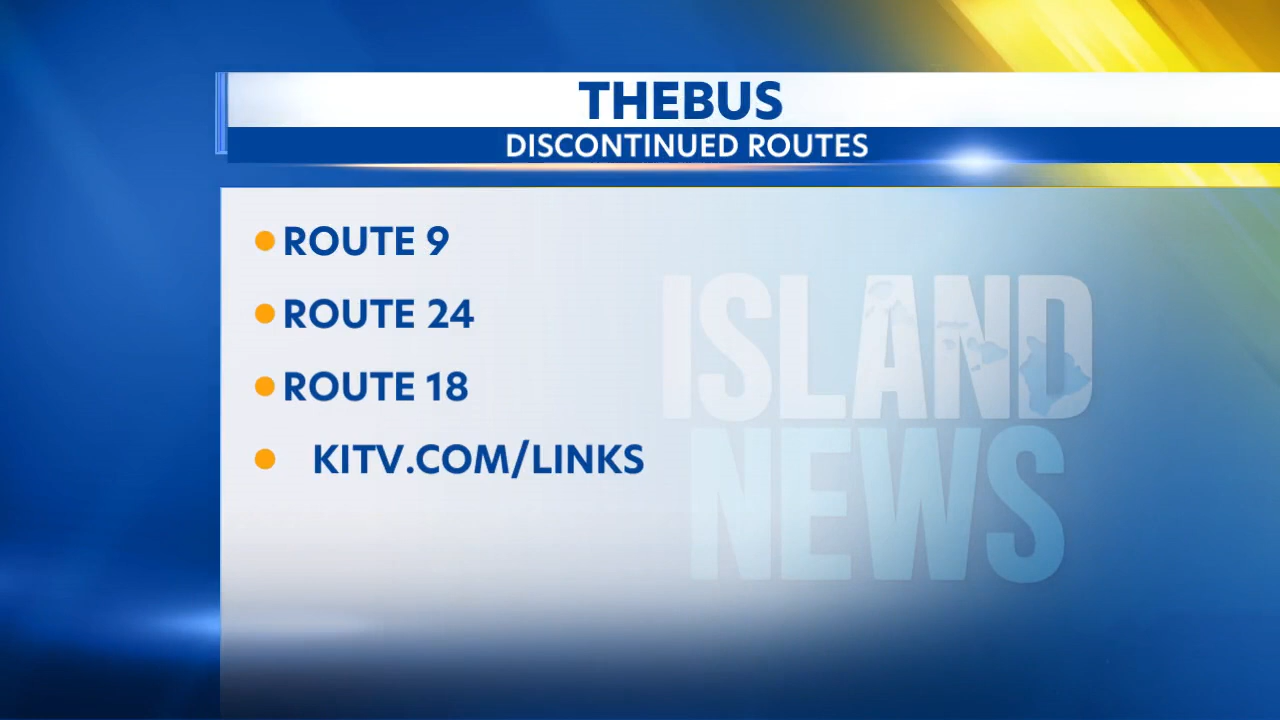 THEBUS
DISCONTINUED ROUTES
ROUTE 9
ROUTE 24
ROUTE 18
KITV.COM/LINKS
ISLAND
NEWS